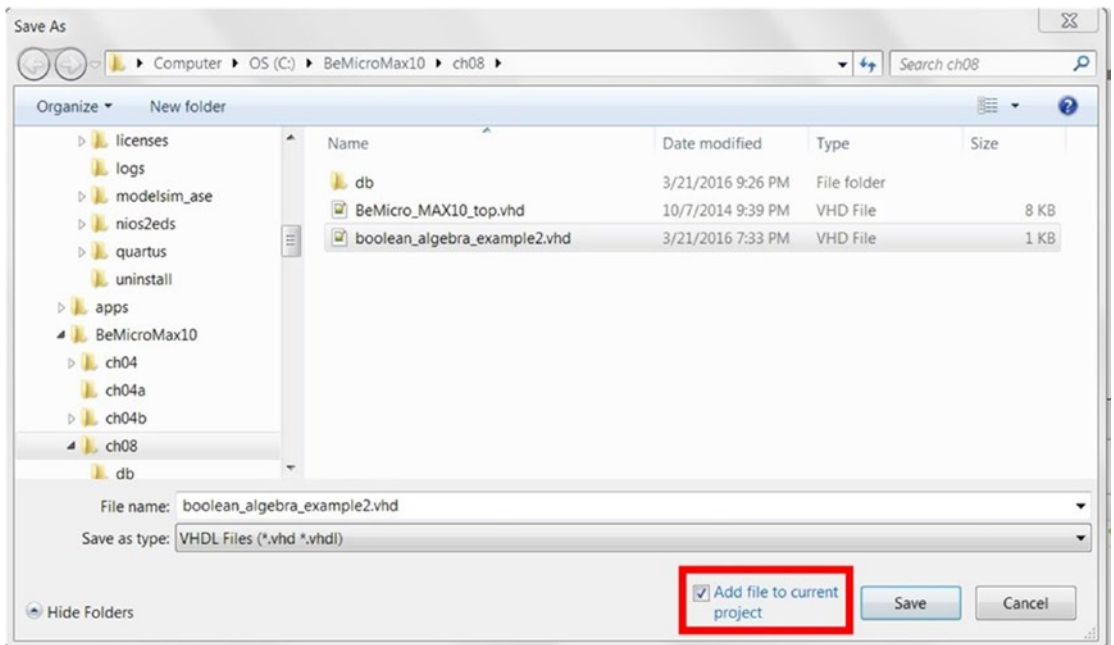 Save As
Computer OS (C:) BeMicroMax10 ch08 Search ch08
Organize New folder
licenses
logs
modelsim_ase
nios2eds
quartus
uninstall
apps
BeMicroMax10
ch04
ch04a
ch04b
ch08
db
Name Date modified Type Size
db 3/21/2016 9:26 PM File folder
BeMicro_MAX10_top.vhd 10/7/2014 9:39 PM VHD File 8 KB
boolean_algebra_example2.vhd 3/21/2016 7:33 PM VHD File 1 KB
File name: boolean_algebra_example2.vhd
Save as type: VHDL Files (*.vhd *.vhdl)
Hide Folders
Add file to current
project
Save
Cancel